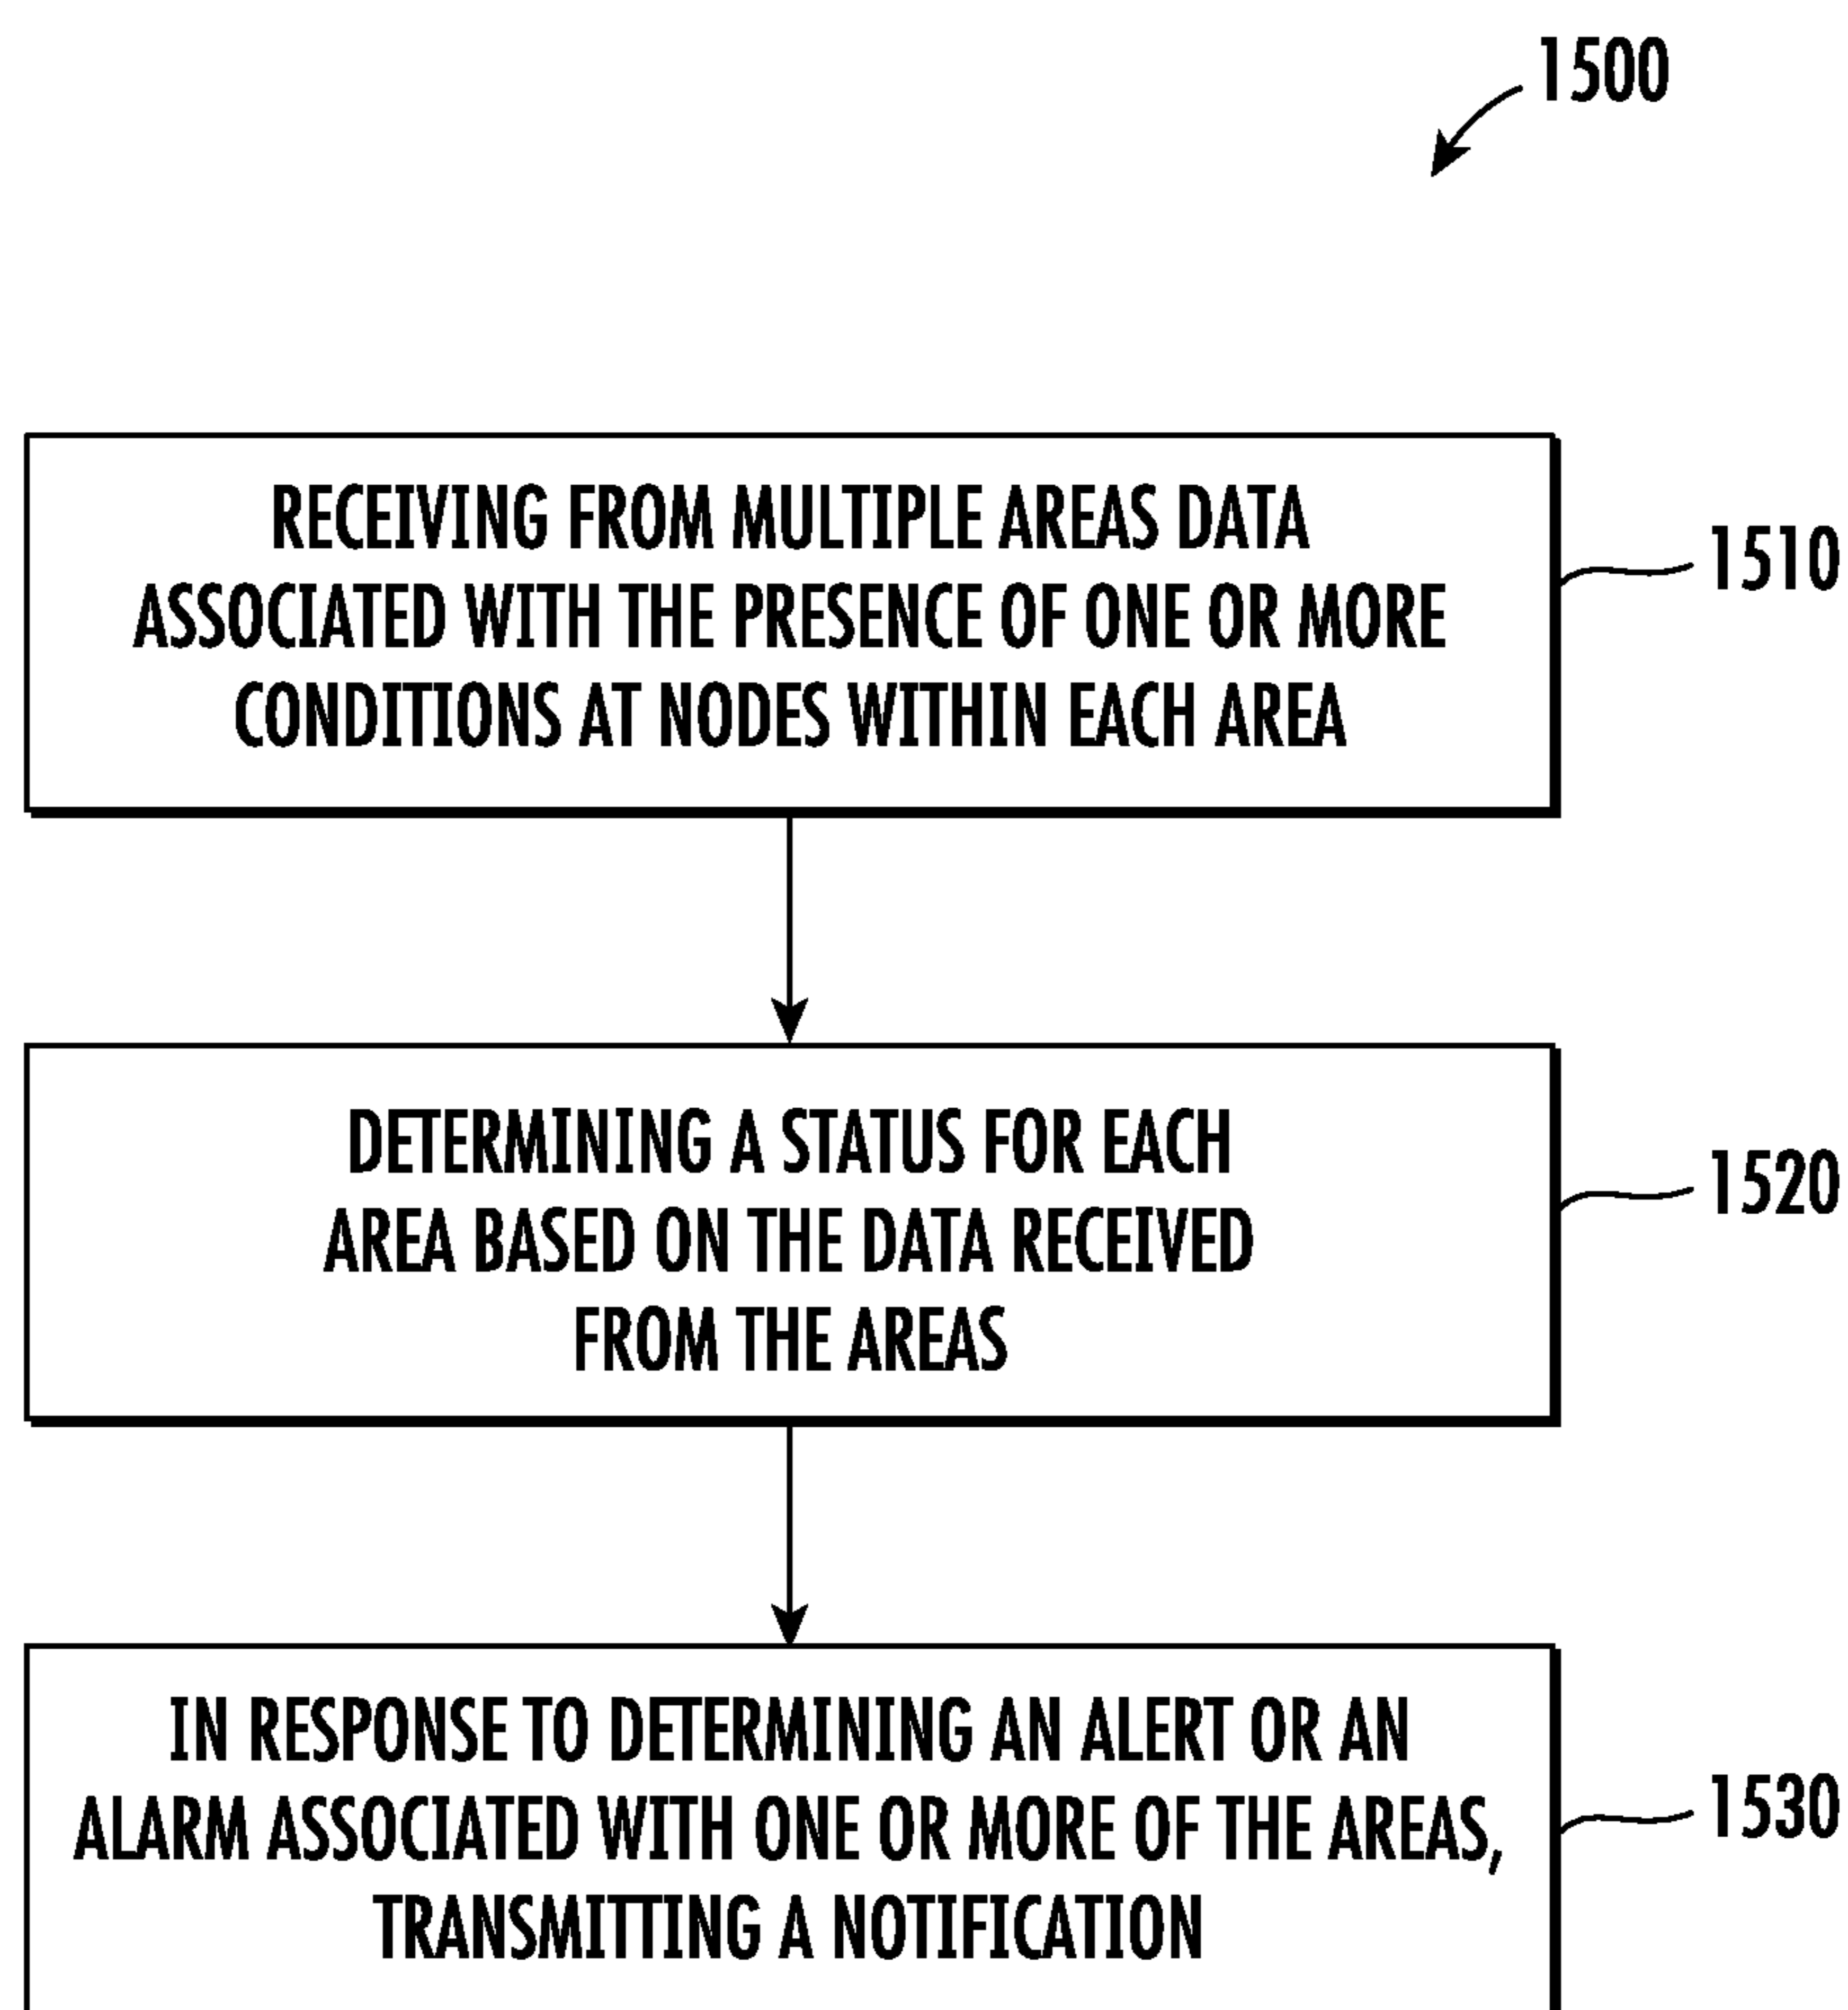 1500
RECEIVING FROM MULTIPLE AREAS DATA
ASSOCIATED WITH THE PRESENCE OF ONE OR MORE
CONDITIONS AT NODES WITHIN EACH AREA
1510
DETERMINING A STATUS FOR EACH
AREA BASED ON THE DATA RECEIVED
FROM THE AREAS
1520
IN RESPONSE TO DETERMINING AN ALERT OR AN
ALARM ASSOCIATED WITH ONE OR MORE OF THE AREAS,
TRANSMITTING A NOTIFICATION
1530